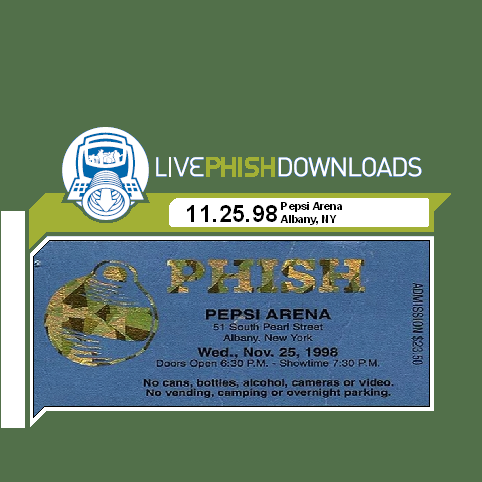 LIVEPHISHDOWNLOADS
11.25.98 Pepsi Arena
Albany, NY
PHISH
PEPSI ARENA
51 South Pearl Street
Albany, New York
Wed., Nov. 25, 1998
Doors Open 6:30 P.M. - Showtime 7:30 P.M.
No cans, bottles, alcohol, cameras or video.
No vending, camping or overnight parking.
ADMISSION $23.50